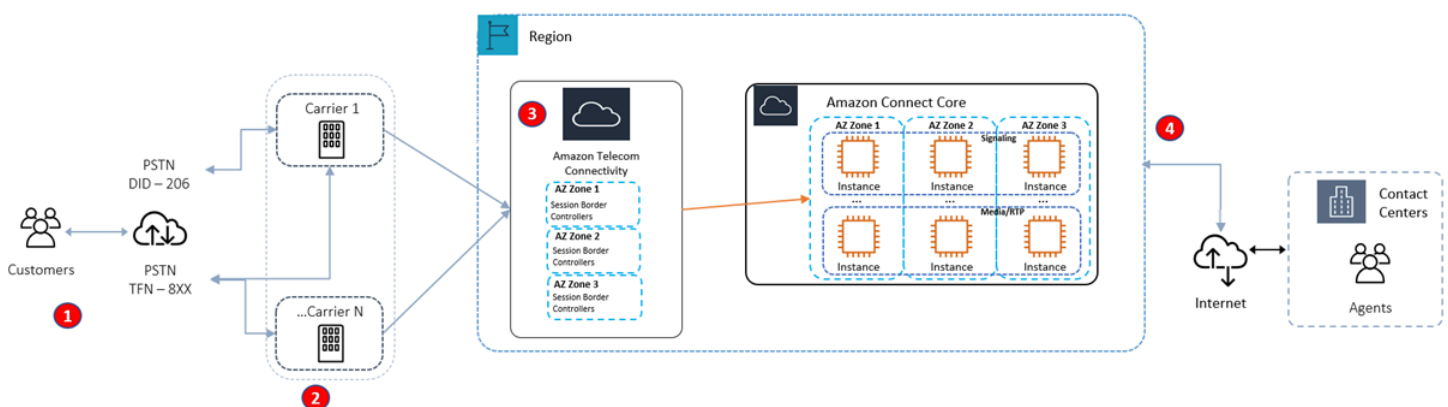 Customers
1
PSTN
DID – 206
PSTN
TFN – 8XX
Carrier 1
...Carrier N
2
Region
3
Amazon Telecom
Connectivity
AZ Zone 1
Session Border
Controllers
AZ Zone 2
Session Border
Controllers
AZ Zone 3
Session Border
Controllers
Amazon Connect Core
AZ Zone 1
AZ Zone 2
AZ Zone 3
Signaling
Instance
Instance
Instance
...
...
...
Media/RTP
Instance
Instance
Instance
4
Internet
Contact
Centers
Agents